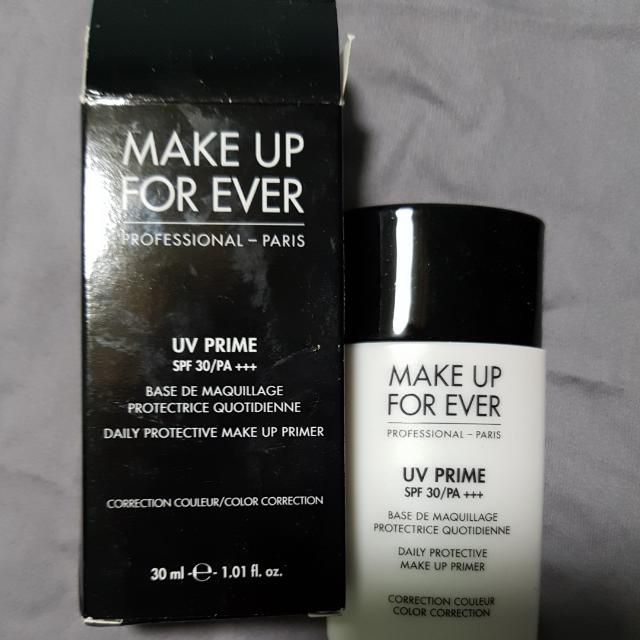 MAKE UP
FOR EVER
PROFESSIONAL – PARIS
UV PRIME
SPF 30/PA +++
BASE DE MAQUILLAGE
PROTECTRICE QUOTIDIENNE
DAILY PROTECTIVE MAKE UP PRIMER
CORRECTION COULEUR/COLOR CORRECTION
30 ml -℮- 1.01 fl. oz.
MAKE UP
FOR EVER
PROFESSIONAL – PARIS
UV PRIME
SPF 30/PA +++
BASE DE MAQUILLAGE
PROTECTRICE QUOTIDIENNE
DAILY PROTECTIVE
MAKE UP PRIMER
CORRECTION COULEUR
COLOR CORRECTION